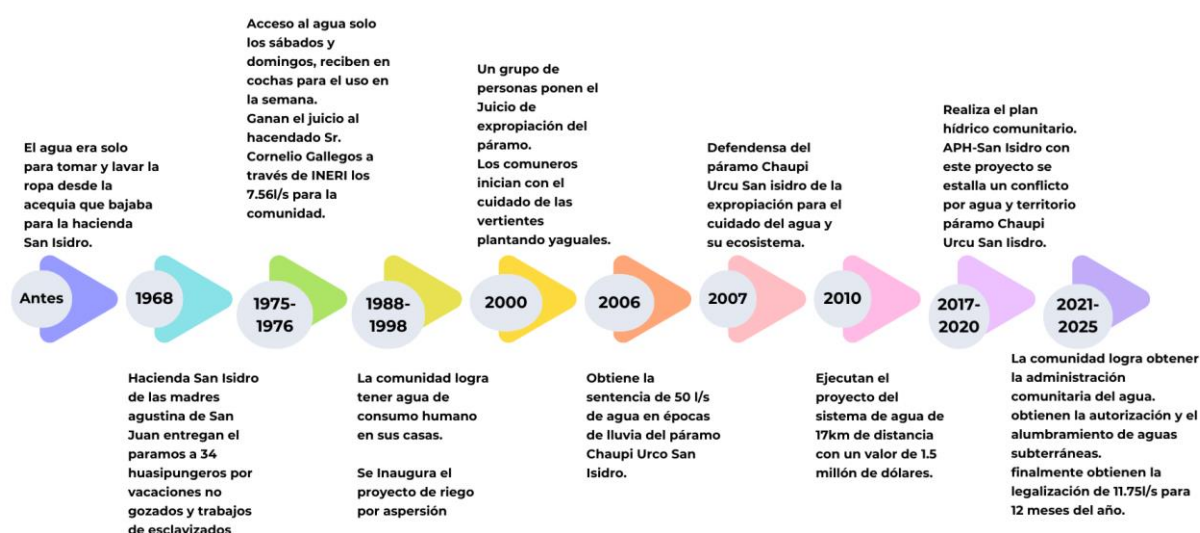 Antes
El agua era solo
para tomar y lavar la
ropa desde la
acequia que bajaba
para la hacienda
San Isidro.
1968
Hacienda San Isidro
de las madres
agustina de San
Juan entregan el
paramos a 34
huasipungeros por
vacaciones no
gozados y trabajos
de esclavizados
1975-
1976
Acceso al agua solo
los sábados y
domingos, reciben en
cochas para el uso en
la semana.
Ganan el juicio al
hacendado Sr.
Cornelio Gallegos a
través de INERI los
7.56l/s para la
comunidad.
1988-
1998
La comunidad logra
tener agua de
consumo humano
en sus casas.
Se Inaugura el
proyecto de riego
por aspersión
2000
Un grupo de
personas ponen el
Juicio de
expropiación del
páramo.
Los comuneros
inician con el
cuidado de las
vertientes
plantando yaguales.
2006
Obtiene la
sentencia de 50 l/s
de agua en épocas
de lluvia del páramo
Chaupi Urco San
Isidro.
2007
Defendensa del
páramo Chaupi
Urcu San isidro de la
expropiación para el
cuidado del agua y
su ecosistema.
2010
Ejecutan el
proyecto del
sistema de agua de
17km de distancia
con un valor de 1.5
millón de dólares.
2017-
2020
Realiza el plan
hídrico comunitario.
APH-San Isidro con
este proyecto se
estalla un conflicto
por agua y territorio
páramo Chaupi
Urcu San Iisdro.
2021-
2025
La comunidad logra obtener
la administración
comunitaria del agua.
obtienen la autorización y el
alumbramiento de aguas
subterráneas.
finalmente obtienen la
legalización de 11.75l/s para
12 meses del año.